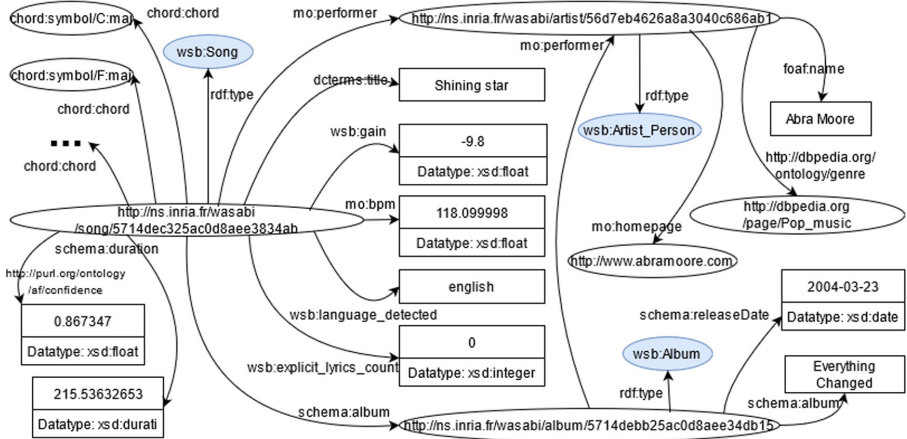 chord:symbol/C:maj
chord:chord
mo:performer
http://ns.inria.fr/wasabi/artist/56d7eb4626a8a3040c686ab1
wsb:Song
mo:performer
chord:symbol/F:maj
dcterms:title
Shining star
foaf:name
rdf:type
rdf:type
chord:chord
Abra Moore
wsb:gain
-9.8
Datatype: xsd:float
wsb:Artist_Person
chord:chord
http://dbpedia.org/
ontology/genre
http://ns.inria.fr/wasabi
/song/5714dec325ac0d8aee3834ab
mo:bpm
118.099998
Datatype: xsd:float
http://dbpedia.org
/page/Pop_music
mo:homepage
schema:duration
http://www.abramoore.com
http://purl.org/ontology
/af/confidence
english
2004-03-23
Datatype: xsd:date
wsb:language_detected
schema:releaseDate
0.867347
Datatype: xsd:float
0
Datatype: xsd:integer
wsb:explicit_lyrics_count
wsb:Album
Everything
Changed
rdf:type
215.53632653
Datatype: xsd:durati
schema:album
schema:album
http://ns.inria.fr/wasabi/album/5714debb25ac0d8aee34db15